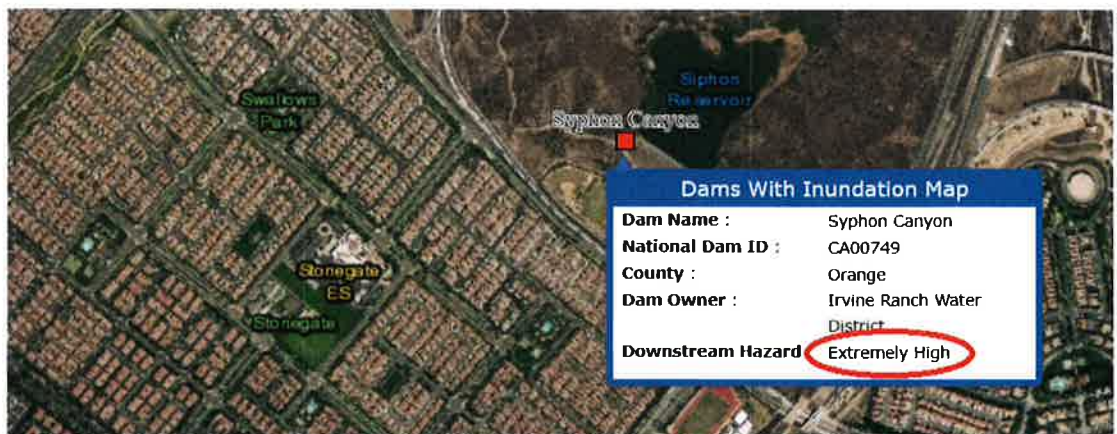 Siphon
Reservoir
Swallows
Park
Syphon Canyon
Dams With Inundation Map
Dam Name : Syphon Canyon
National Dam ID : CA00749
County : Orange
Dam Owner : Irvine Ranch Water
District
Stonegate
ES
Stonegate
Downstream Hazard Extremely High